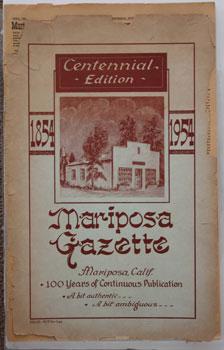 Centennial
Edition
1854
1954
Mariposa
Gazette
Mariposa, Calif.
• 100 Years of Continuous Publication
• A bit authentic---
• A bit ambiguous---